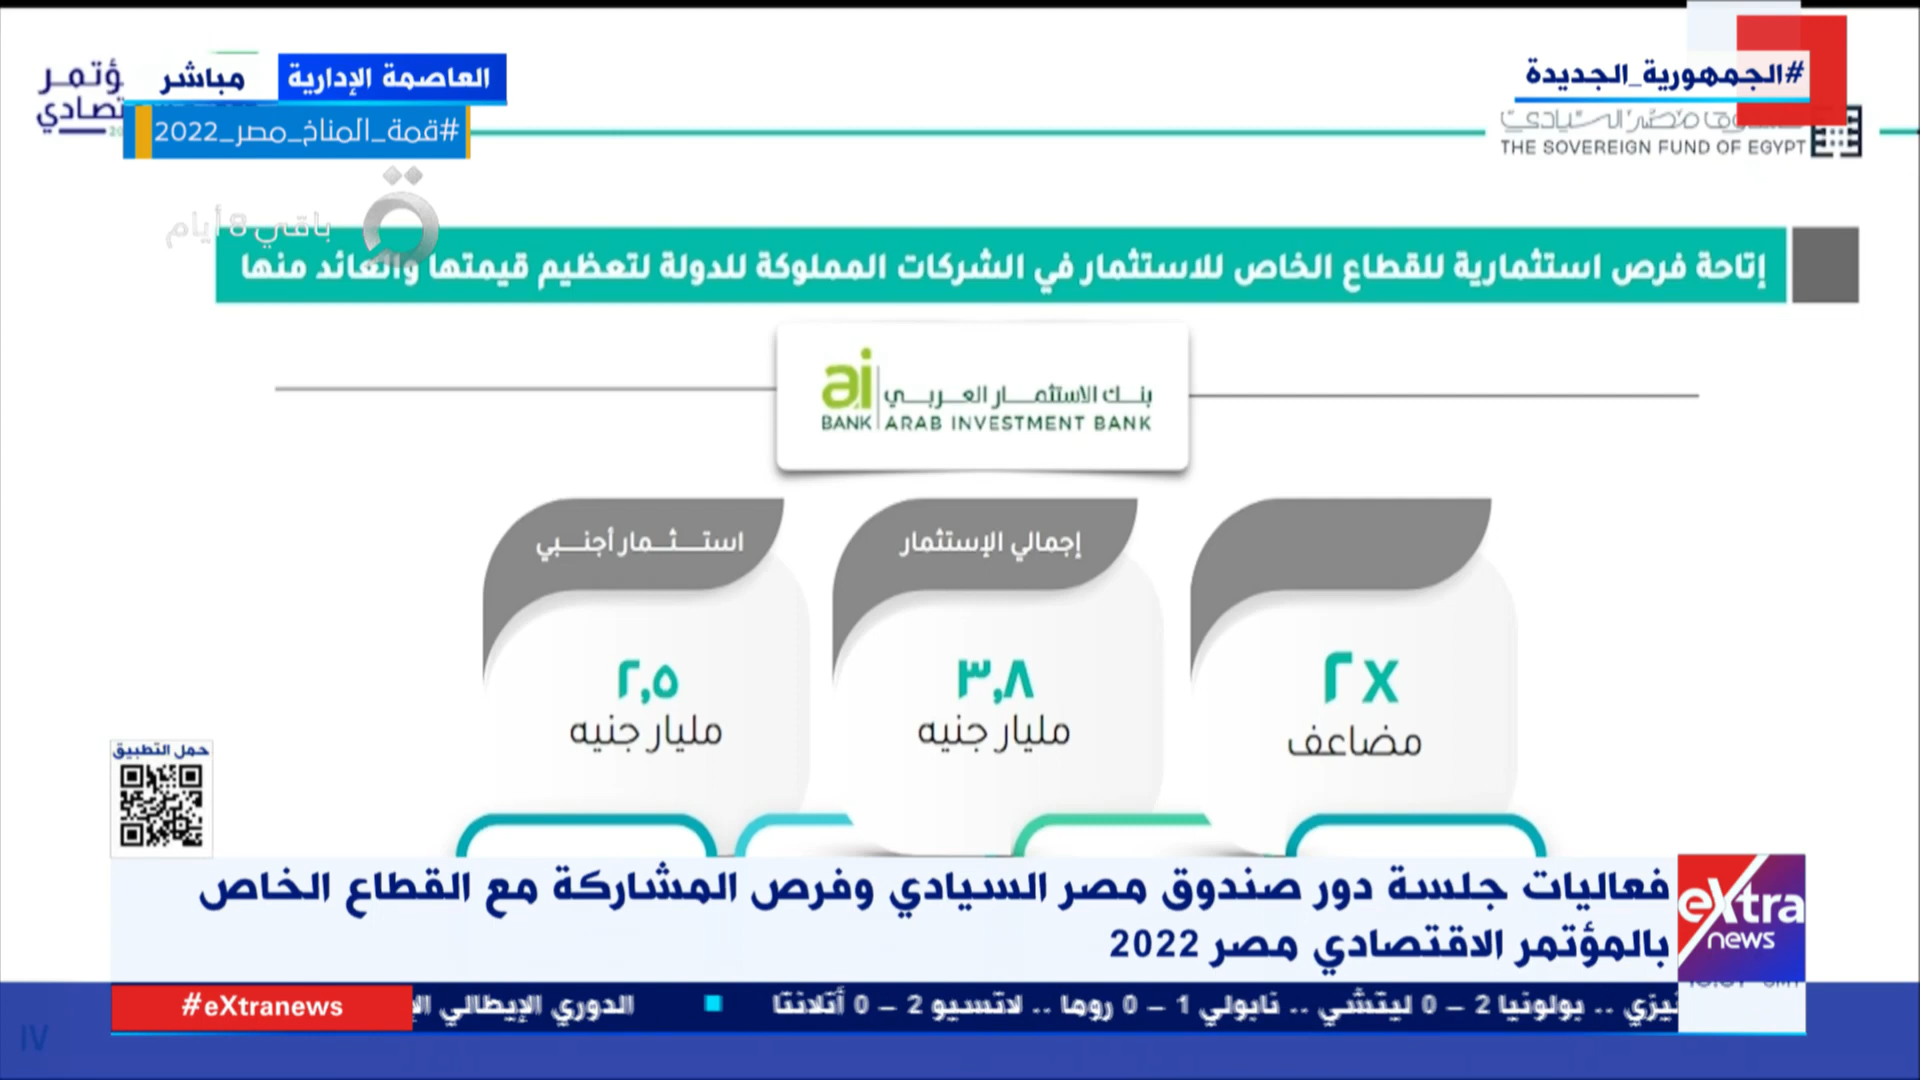 #الجمهورية_الجديدة
العاصمة الإدارية
مباشر
#قمة_المناخ_مصر_2022
باقي 8 أيام
THE SOVEREIGN FUND OF EGYPT
إتاحة فرص استثمارية للقطاع الخاص للاستثمار في الشركات المملوكة للدولة لتعظيم قيمتها والعائد منها
ai
BANK
بنك الاستثمار العربي
ARAB INVESTMENT BANK
٢X
مضاعف
إجمالي الإستثمار
٣,٨
مليار جنيه
استثمار أجنبي
٢,٥
مليار جنيه
حمل التطبيق
فعاليات جلسة دور صندوق مصر السيادي وفرص المشاركة مع القطاع الخاص
بالمؤتمر الاقتصادي مصر 2022
eXtra
news
.. بولونيا 2 – 0 ليتشي .. نابولي 1 – 0 روما .. لاتسيو 2 – 0 أتلانتا
الدوري الإيطالي
#eXtranews
١٧